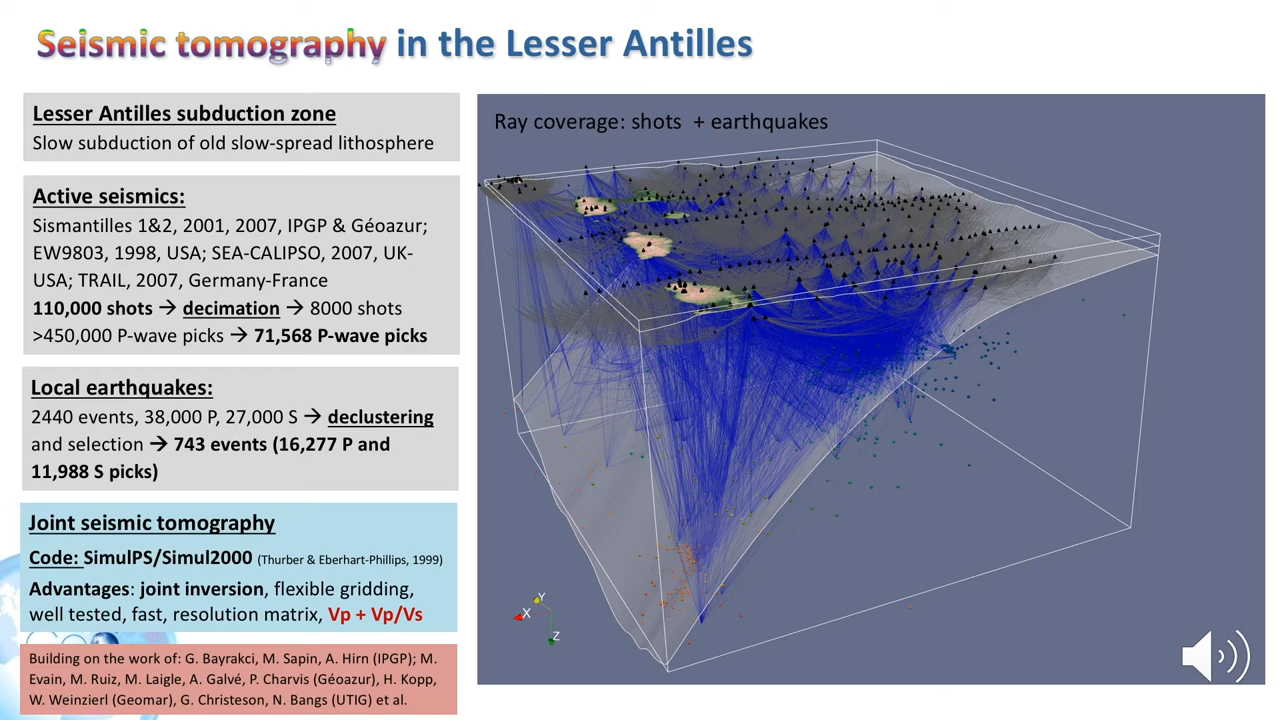 Seismic tomography in the Lesser Antilles
Lesser Antilles subduction zone
Slow subduction of old slow-spread lithosphere
Active seismics:
Sismantilles 1&2, 2001, 2007, IPGP & Géoazur;
EW9803, 1998, USA; SEA-CALIPSO, 2007, UK-
USA; TRAIL, 2007, Germany-France
110,000 shots → decimation → 8000 shots
>450,000 P-wave picks → 71,568 P-wave picks
Local earthquakes:
2440 events, 38,000 P, 27,000 S → declustering
and selection → 743 events (16,277 P and
11,988 S picks)
Joint seismic tomography
Code: SimulPS/Simul2000 (Thurber & Eberhart-Phillips, 1999)
Advantages: joint inversion, flexible gridding,
well tested, fast, resolution matrix, Vp + Vp/Vs
Building on the work of: G. Bayrakci, M. Sapin, A. Hirn (IPGP); M.
Evain, M. Ruiz, M. Laigle, A. Galvé, P. Charvis (Géoazur), H. Kopp,
W. Weinzierl (Geomar), G. Christeson, N. Bangs (UTIG) et al.
Ray coverage: shots + earthquakes
Y
X
Z